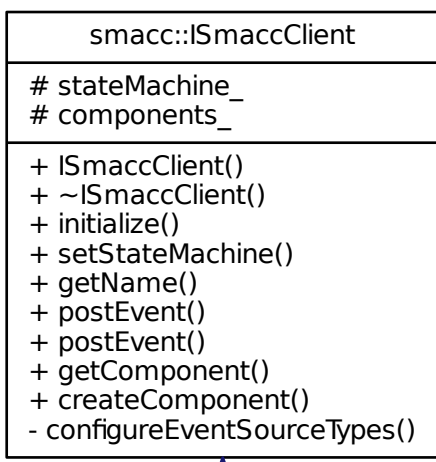 smacc::ISmaccClient
# stateMachine_
# components_
+ ISmaccClient()
+ ~ISmaccClient()
+ initialize()
+ setStateMachine()
+ getName()
+ postEvent()
+ postEvent()
+ getComponent()
+ createComponent()
- configureEventSourceTypes()